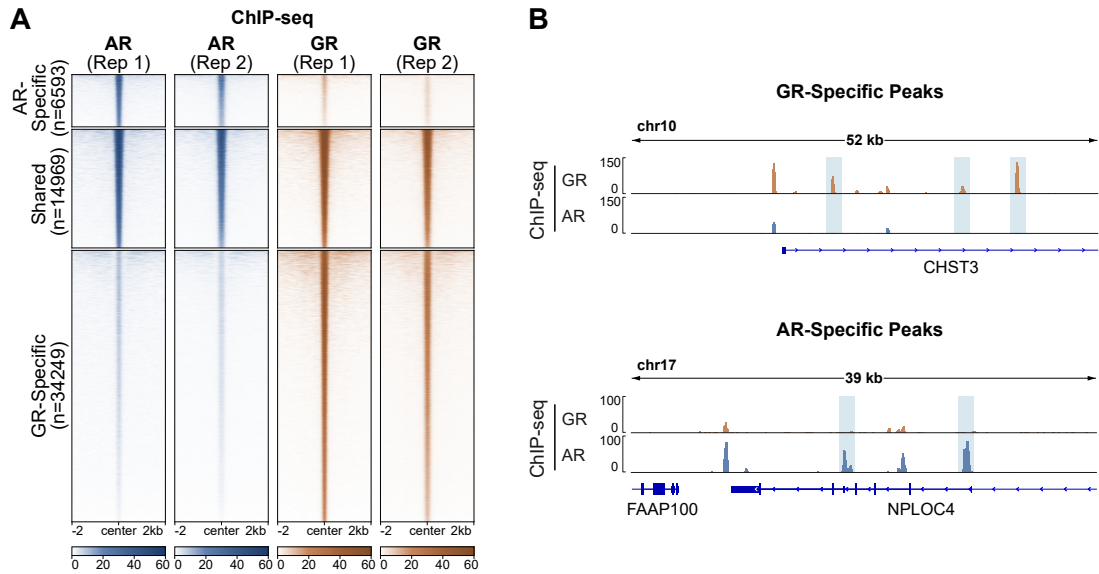 A
ChIP-seq
AR
(Rep 1)
AR
(Rep 2)
GR
(Rep 1)
GR
(Rep 2)
AR-
Specific
(n=6593)
Shared
(n=14969)
GR-Specific
(n=34249)
-2 center 2kb
-2 center 2kb
-2 center 2kb
-2 center 2kb
0 20 40 60
0 20 40 60
0 20 40 60
0 20 40 60
B
GR-Specific Peaks
chr10
52 kb
ChIP-seq
GR
150
0
AR
150
0
CHST3
AR-Specific Peaks
chr17
39 kb
ChIP-seq
GR
100
0
AR
100
0
FAAP100
NPLOC4